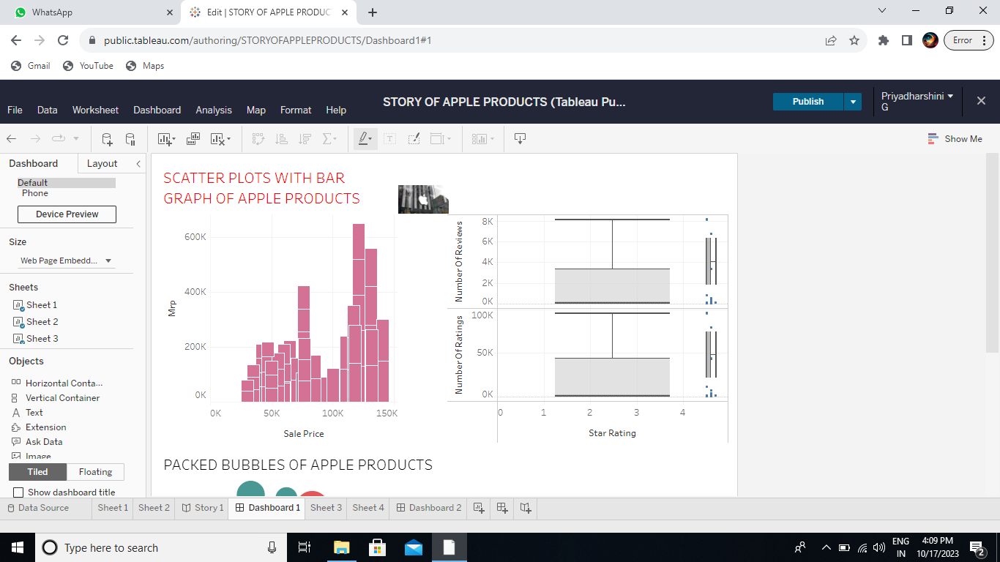 WhatsApp
Edit | STORY OF APPLE PRODUC
public.tableau.com/authoring/STORYOFAPPLEPRODUCTS/Dashboard1#1
Error
Gmail YouTube Maps
STORY OF APPLE PRODUCTS (Tableau Pu...
Publish
Priyadharshini
G
File Data Worksheet Dashboard Analysis Map Format Help
Show Me
Dashboard Layout
Default
Phone
Device Preview
Size
Web Page Embedd...
Sheets
Sheet 1
Sheet 2
Sheet 3
Objects
Horizontal Conta...
Vertical Container
Text
Extension
Ask Data
Image
Tiled Floating
Show dashboard title
SCATTER PLOTS WITH BAR
GRAPH OF APPLE PRODUCTS
600K
400K
200K
0K
Mrp
0K 50K 100K 150K
Sale Price
Number Of Reviews
8K
6K
4K
2K
0K
Number Of Ratings
100K
50K
0K
0 1 2 3 4
Star Rating
PACKED BUBBLES OF APPLE PRODUCTS
Data Source Sheet 1 Sheet 2 Story 1 Dashboard 1 Sheet 3 Sheet 4 Dashboard 2
Type here to search
ENG
IN
4:09 PM
10/17/2023
2